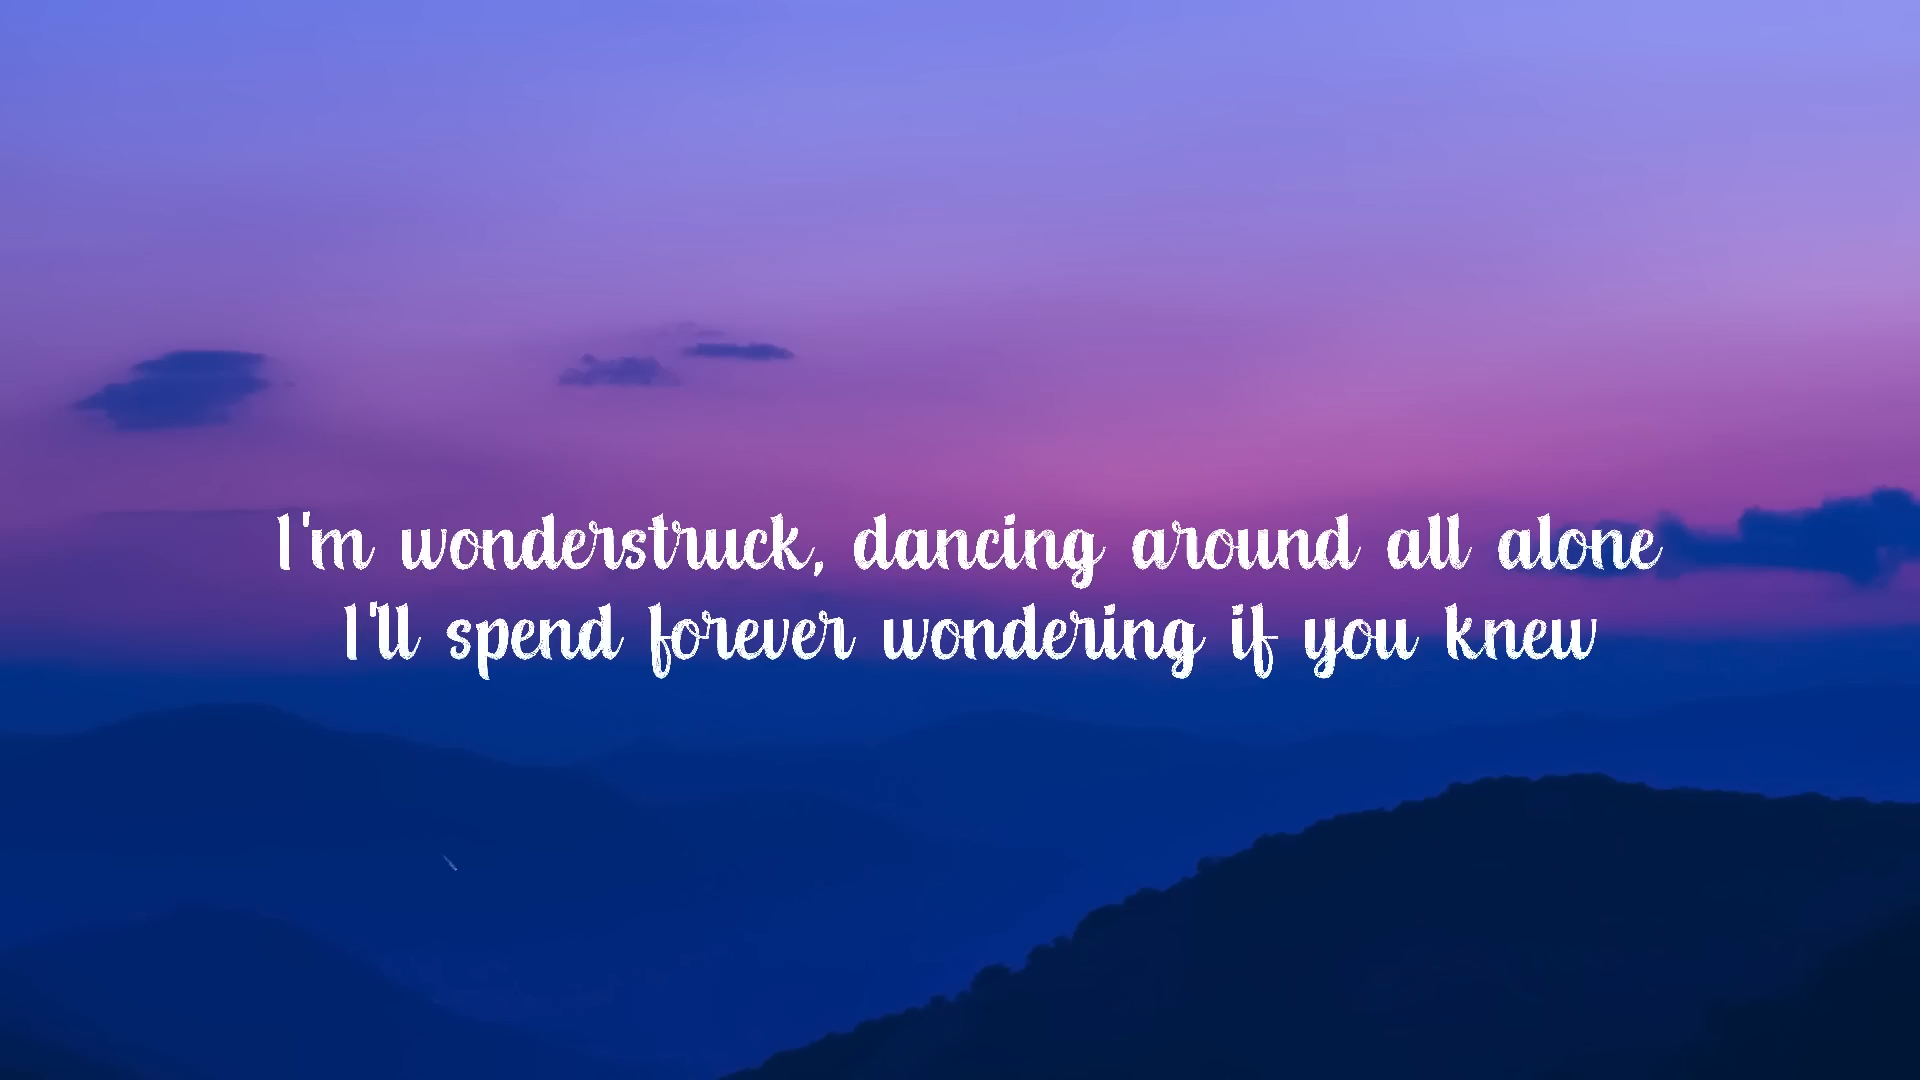 I'm wonderstruck, dancing around all alone
I'll spend forever wondering if you knew